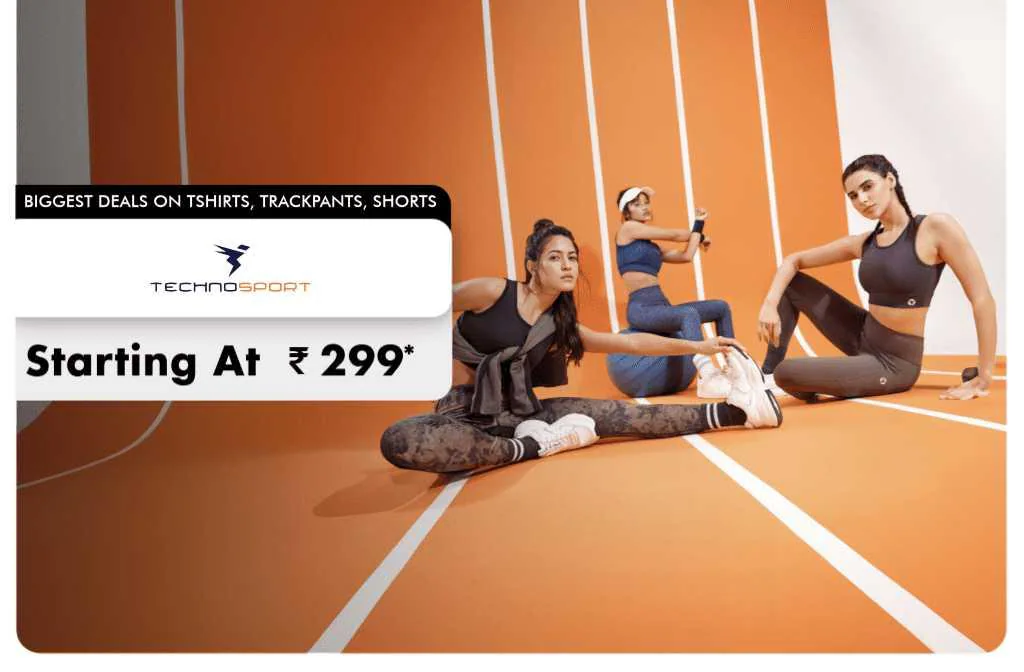 BIGGEST DEALS ON TSHIRTS, TRACKPANTS, SHORTS
TECHNOSPORT
Starting At ₹ 299*